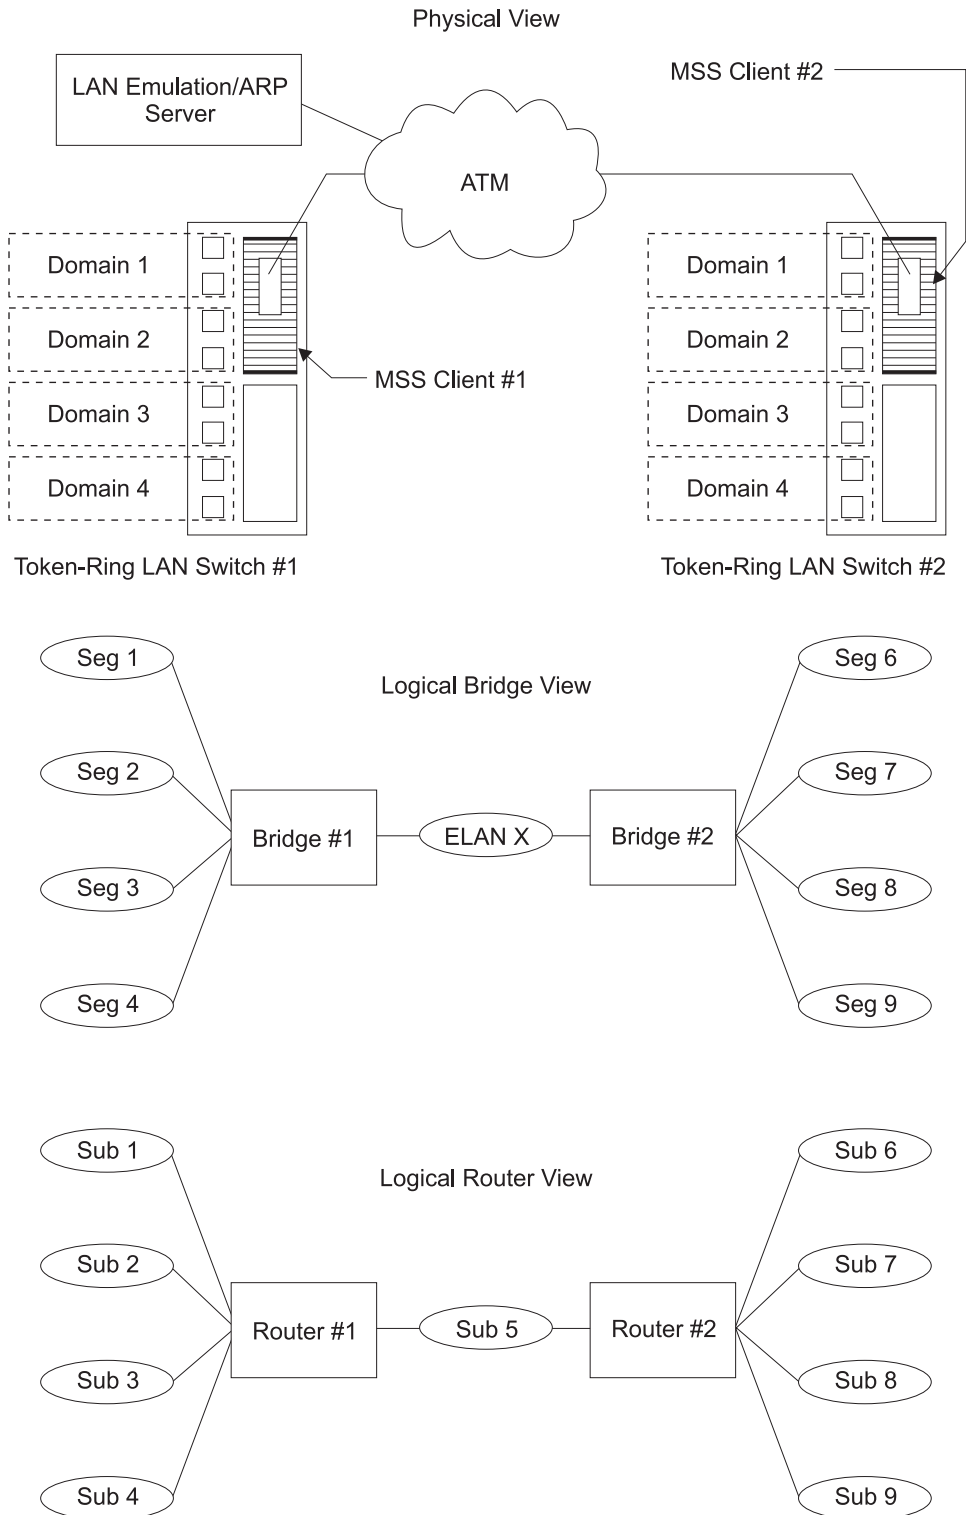 Physical View
LAN Emulation/ARP
Server
MSS Client #2
ATM
Domain 1
Domain 2
Domain 3
Domain 4
MSS Client #1
Domain 1
Domain 2
Domain 3
Domain 4
Token-Ring LAN Switch #1
Token-Ring LAN Switch #2
Logical Bridge View
Seg 1
Seg 2
Seg 3
Seg 4
Bridge #1
ELAN X
Bridge #2
Seg 6
Seg 7
Seg 8
Seg 9
Logical Router View
Sub 1
Sub 2
Sub 3
Sub 4
Router #1
Sub 5
Router #2
Sub 6
Sub 7
Sub 8
Sub 9